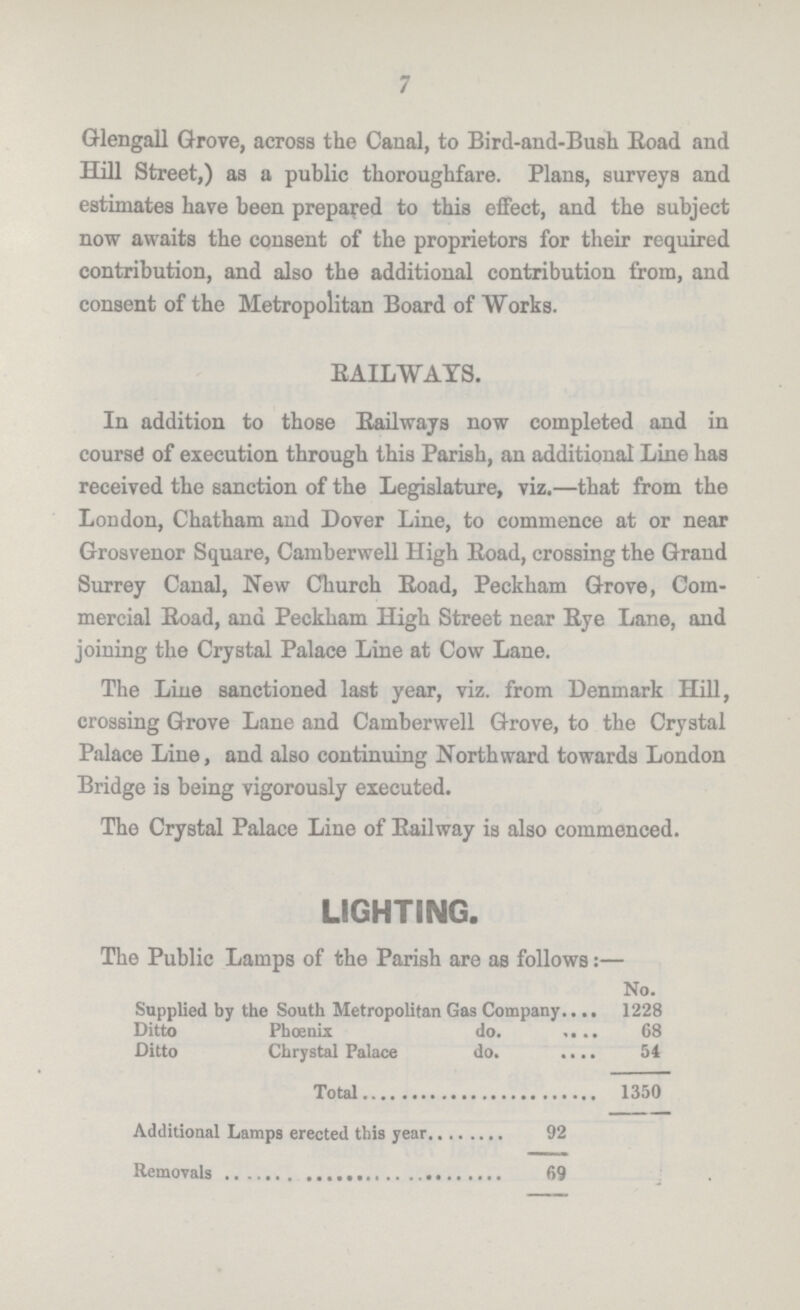 7
Glengall Grove, across the Canal, to Bird-and-Bush Road and
Hill Street,) as a public thoroughfare. Plans, surveys and
estimates have been prepared to this effect, and the subject
now awaits the consent of the proprietors for their required
contribution, and also the additional contribution from, and
consent of the Metropolitan Board of Works.
RAILWAYS.
In addition to those Railways now completed and in
course of execution through this Parish, an additional Line has
received the sanction of the Legislature, viz.—that from the
London, Chatham and Dover Line, to commence at or near
Grosvenor Square, Camberwell High Road, crossing the Grand
Surrey Canal, New Church Road, Peckham Grove, Com-
mercial Road, and Peckham High Street near Rye Lane, and
joining the Crystal Palace Line at Cow Lane.
The Line sanctioned last year, viz. from Denmark Hill,
crossing Grove Lane and Camberwell Grove, to the Crystal
Palace Line, and also continuing Northward towards London
Bridge is being vigorously executed.
The Crystal Palace Line of Railway is also commenced.
LIGHTING.
The Public Lamps of the Parish are as follows:—
No.
Supplied by the South Metropolitan Gas Company.... 1228
Ditto Phœnix do. .... 68
Ditto Chrystal Palace do. .... 54
Total.......................... 1350
Additional Lamps erected this year........ 92
Removals .............................. 69